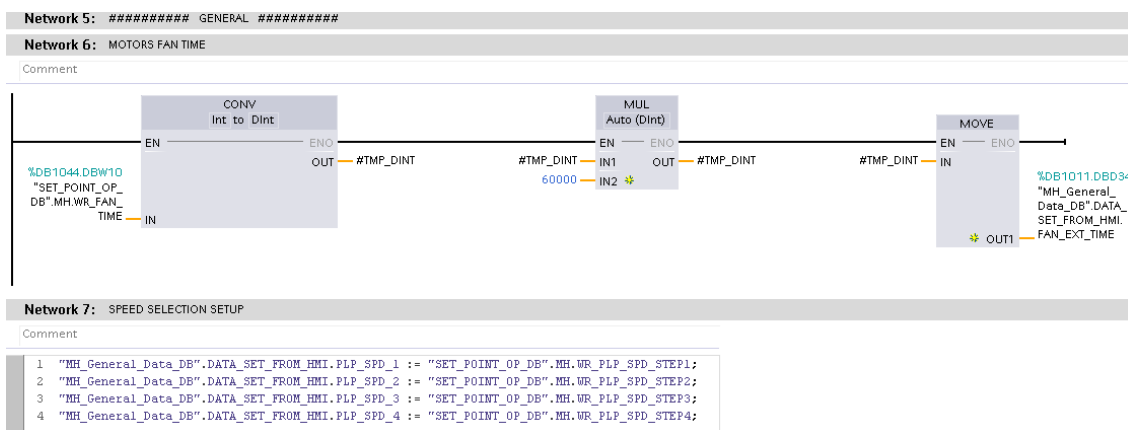 Network 5: ########## GENERAL ##########
Network 6: MOTORS FAN TIME
Comment
CONV
Int to DInt
EN ENO
OUT #TMP_DINT
%DB1044.DBW10
"SET_POINT_OP_
DB".MH.WR_FAN_
TIME
IN
MUL
Auto (DInt)
EN ENO
#TMP_DINT IN1 OUT #TMP_DINT
60000 IN2
MOVE
EN ENO
#TMP_DINT IN
OUT1
%DB1011.DBD34
"MH_General_
Data_DB".DATA_
SET_FROM_HMI.
FAN_EXT_TIME
Network 7: SPEED SELECTION SETUP
Comment
1 "MH_General_Data_DB".DATA_SET_FROM_HMI.PLP_SPD_1 := "SET_POINT_OP_DB".MH.WR_PLP_SPD_STEP1;
2 "MH_General_Data_DB".DATA_SET_FROM_HMI.PLP_SPD_2 := "SET_POINT_OP_DB".MH.WR_PLP_SPD_STEP2;
3 "MH_General_Data_DB".DATA_SET_FROM_HMI.PLP_SPD_3 := "SET_POINT_OP_DB".MH.WR_PLP_SPD_STEP3;
4 "MH_General_Data_DB".DATA_SET_FROM_HMI.PLP_SPD_4 := "SET_POINT_OP_DB".MH.WR_PLP_SPD_STEP4;